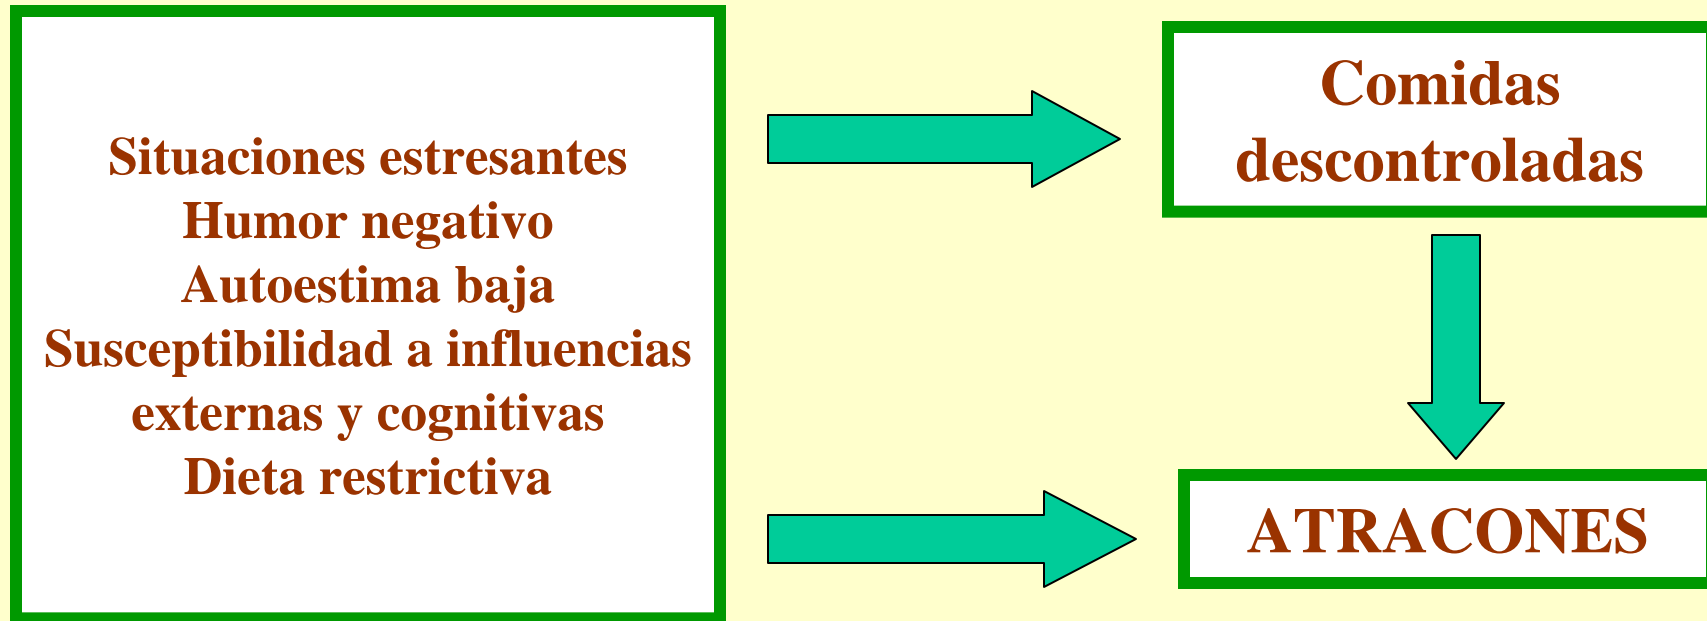 Situaciones estresantes
Humor negativo
Autoestima baja
Susceptibilidad a influencias
externas y cognitivas
Dieta restrictiva
Comidas
descontroladas
ATRACONES